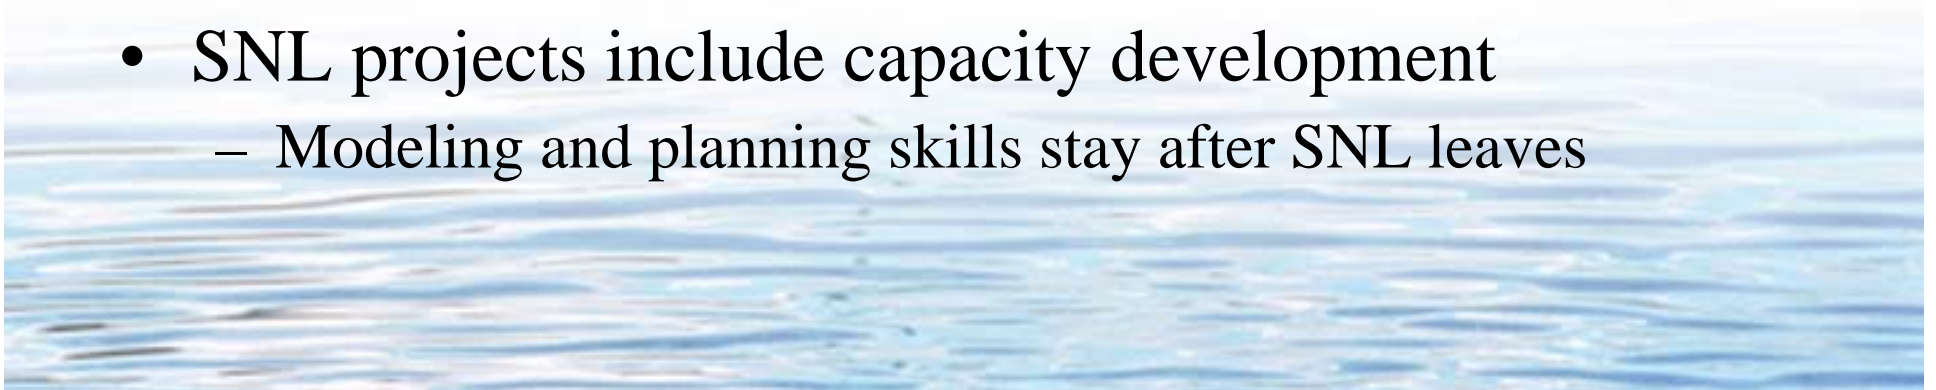 • SNL projects include capacity development
– Modeling and planning skills stay after SNL leaves